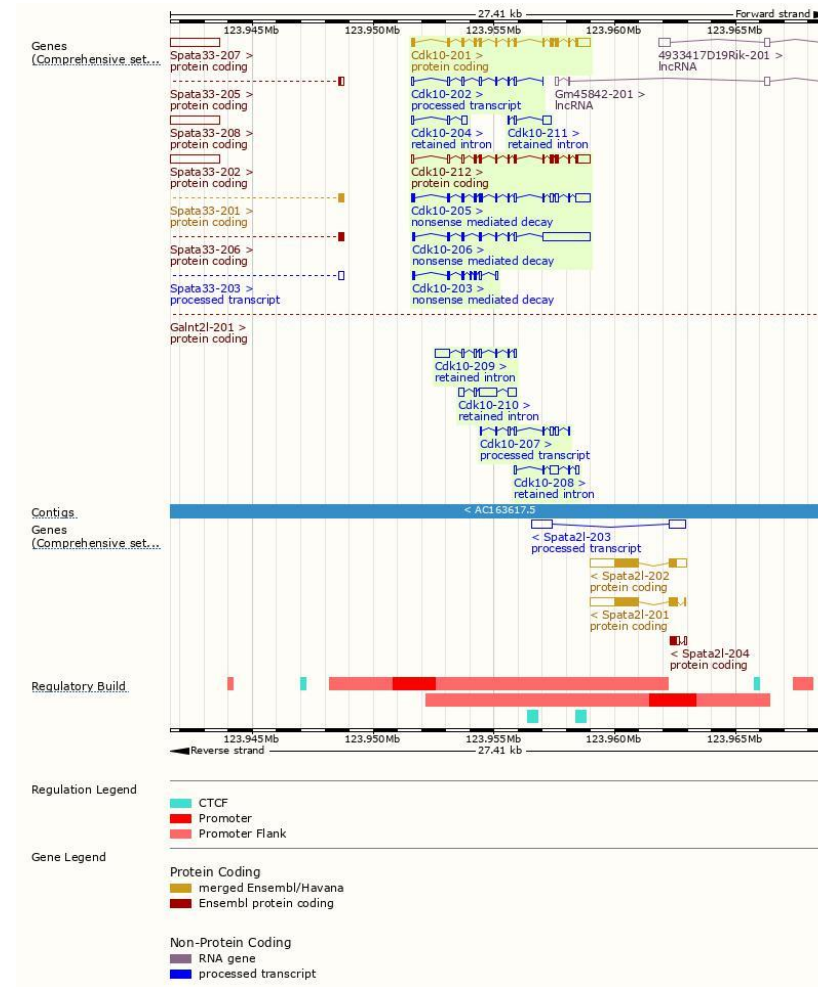 27.41 kb
Forward strand
123.945Mb 123.950Mb 123.955Mb 123.960Mb 123.965Mb
Genes
(Comprehensive set...
Spata33-207 >
protein coding
Cdk10-201 >
protein coding
4933417D19Rik-201 >
lncRNA
Spata33-205 >
protein coding
Cdk10-202 >
processed transcript
Gm45842-201 >
lncRNA
Spata33-208 >
protein coding
Cdk10-204 >
retained intron
Cdk10-211 >
retained intron
Spata33-202 >
protein coding
Cdk10-212 >
protein coding
Spata33-201 >
protein coding
Cdk10-205 >
nonsense mediated decay
Spata33-206 >
protein coding
Cdk10-206 >
nonsense mediated decay
Spata33-203 >
processed transcript
Cdk10-203 >
nonsense mediated decay
Galnt2l-201 >
protein coding
Cdk10-209 >
retained intron
Cdk10-210 >
retained intron
Cdk10-207 >
processed transcript
Cdk10-208 >
retained intron
Contigs
< AC163617.5
Genes
(Comprehensive set...
< Spata2l-203
processed transcript
< Spata2l-202
protein coding
< Spata2l-201
protein coding
< Spata2l-204
protein coding
Regulatory Build
123.945Mb 123.950Mb 123.955Mb 123.960Mb 123.965Mb
Reverse strand
27.41 kb
Regulation Legend
CTCF
Promoter
Promoter Flank
Gene Legend
Protein Coding
merged Ensembl/Havana
Ensembl protein coding
Non-Protein Coding
RNA gene
processed transcript